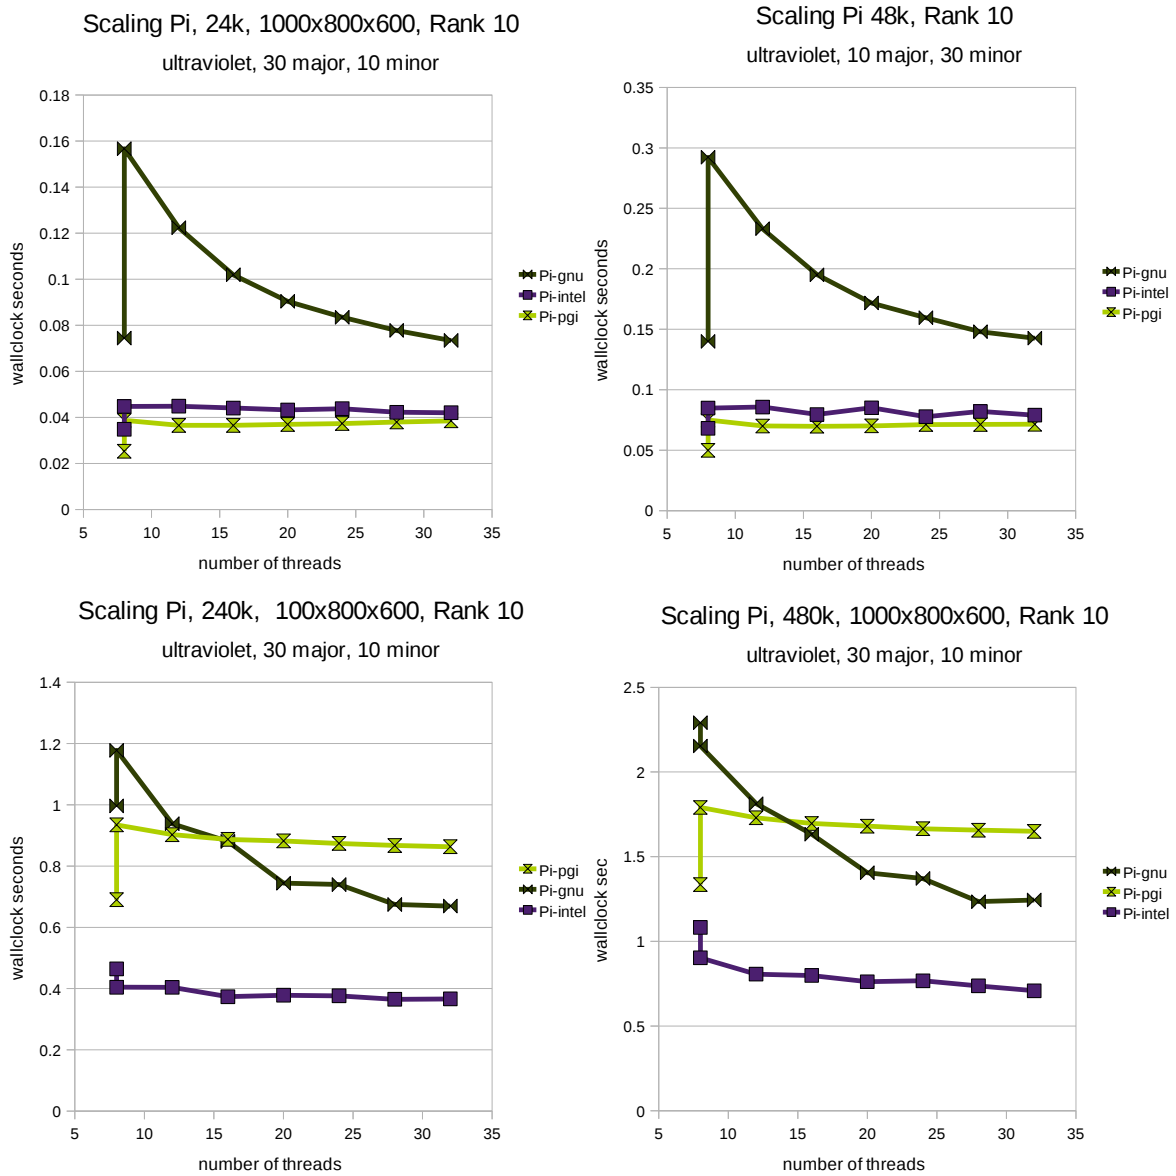 Scaling Pi, 24k, 1000x800x600, Rank 10
ultraviolet, 30 major, 10 minor
0.18
0.16
0.14
0.12
0.1
0.08
0.06
0.04
0.02
0
wallclock seconds
5
10
15
20
25
30
35
number of threads
Pi-gnu
Pi-intel
Pi-pgi
Scaling Pi 48k, Rank 10
ultraviolet, 10 major, 30 minor
0.35
0.3
0.25
0.2
0.15
0.1
0.05
0
wallclock seconds
5
10
15
20
25
30
35
number of threads
Pi-gnu
Pi-intel
Pi-pgi
Scaling Pi, 240k, 100x800x600, Rank 10
ultraviolet, 30 major, 10 minor
1.4
1.2
1
0.8
0.6
0.4
0.2
0
wallclock seconds
5
10
15
20
25
30
35
number of threads
Pi-pgi
Pi-gnu
Pi-intel
Scaling Pi, 480k, 1000x800x600, Rank 10
ultraviolet, 30 major, 10 minor
2.5
2
1.5
1
0.5
0
wallclock sec
5
10
15
20
25
30
35
number of threads
Pi-gnu
Pi-pgi
Pi-intel